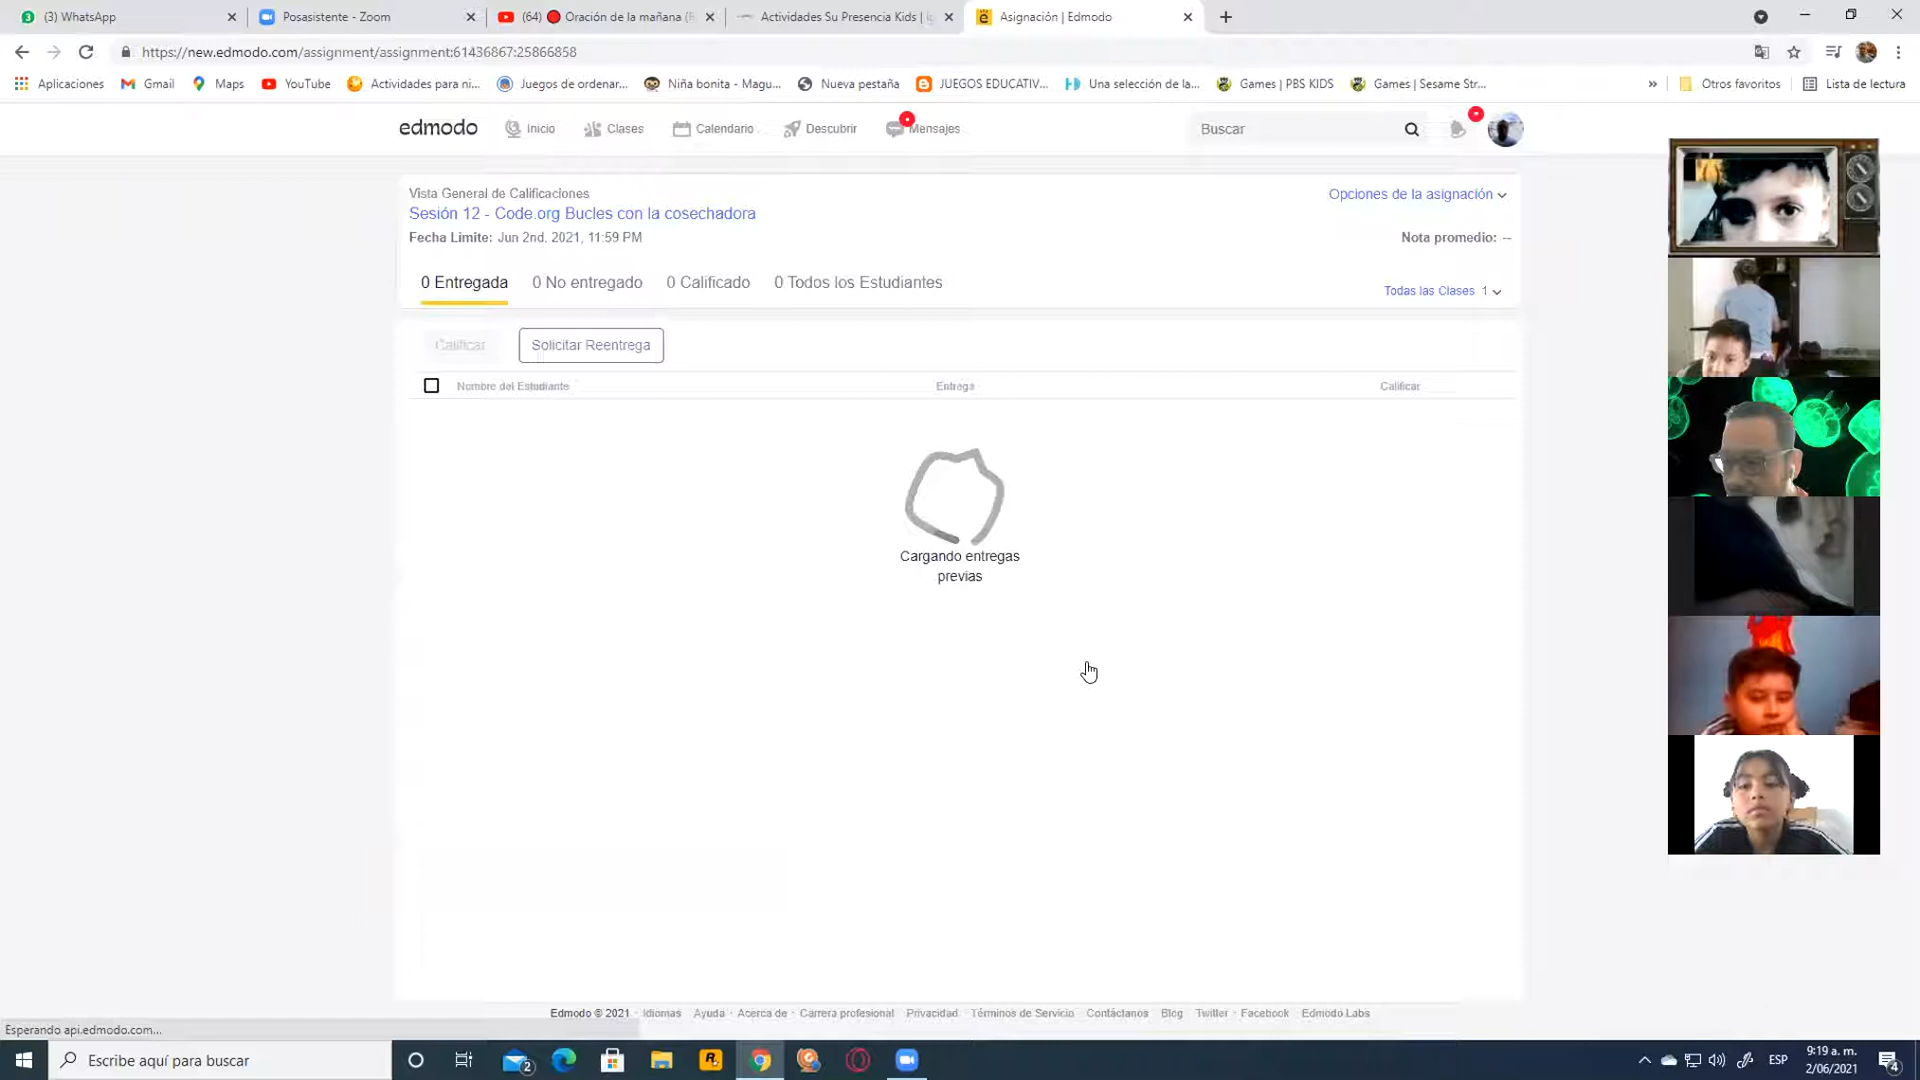 (3) WhatsApp
Posasistente - Zoom
(64) Oración de la mañana (
Actividades Su Presencia Kids |
Asignación | Edmodo
https://new.edmodo.com/assignment/assignment:61436867:25866858
Aplicaciones
Gmail
Maps
YouTube
Actividades para ni...
Juegos de ordenar...
Niña bonita - Magu...
Nueva pestaña
JUEGOS EDUCATIV...
Una selección de la...
Games | PBS KIDS
Games | Sesame Str...
»
Otros favoritos
Lista de lectura
edmodo
Inicio
Clases
Calendario
Descubrir
Mensajes
Buscar
Vista General de Calificaciones
Opciones de la asignación
Sesión 12 - Code.org Bucles con la cosechadora
Fecha Limite: Jun 2nd. 2021, 11:59 PM
Nota promedio: --
0 Entregada
0 No entregado
0 Calificado
0 Todos los Estudiantes
Todas las Clases 1
Calificar
Solicitar Reentrega
Nombre del Estudiante
Entrega
Calificar
Cargando entregas
previas
Edmodo © 2021 · Idiomas · Ayuda · Acerca de · Carrera profesional · Privacidad · Términos de Servicio · Contáctanos · Blog · Twitter · Facebook · Edmodo Labs
Esperando api.edmodo.com...
Escribe aquí para buscar
2
R
ESP
9:19 a. m.
2/06/2021
4